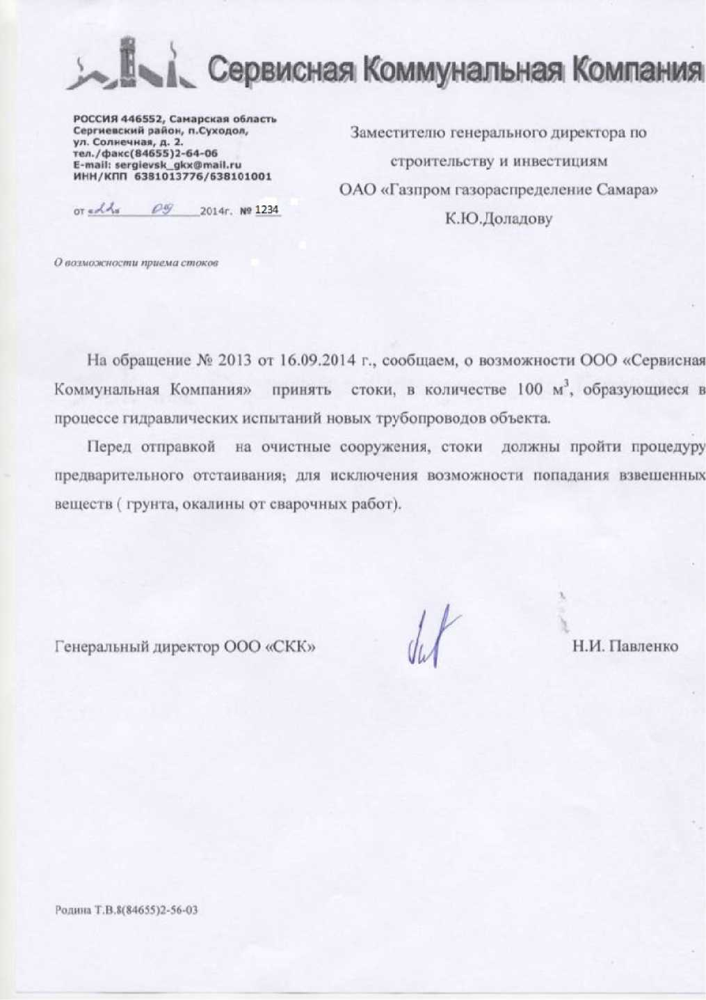 Сервисная Коммунальная Компания
РОССИЯ 446552, Самарская область
Сергиевский район, п.Суходол,
ул. Солнечная, д. 2.
тел./факс(84655)2-64-06
E-mail: sergievsk_gkx@mail.ru
ИНН/КПП 6381013776/638101001
от «22» 09 2014г. № 1234
Заместителю генерального директора по
строительству и инвестициям
ОАО «Газпром газораспределение Самара»
К.Ю.Доладову
О возможности приема стоков
На обращение № 2013 от 16.09.2014 г., сообщаем, о возможности ООО «Сервисная
Коммунальная Компания» принять стоки, в количестве 100 м³, образующиеся в
процессе гидравлических испытаний новых трубопроводов объекта.
Перед отправкой на очистные сооружения, стоки должны пройти процедуру
предварительного отстаивания; для исключения возможности попадания взвешенных
веществ ( грунта, окалины от сварочных работ).
Генеральный директор ООО «СКК» Н.И. Павленко
Родина Т.В.8(84655)2-56-03